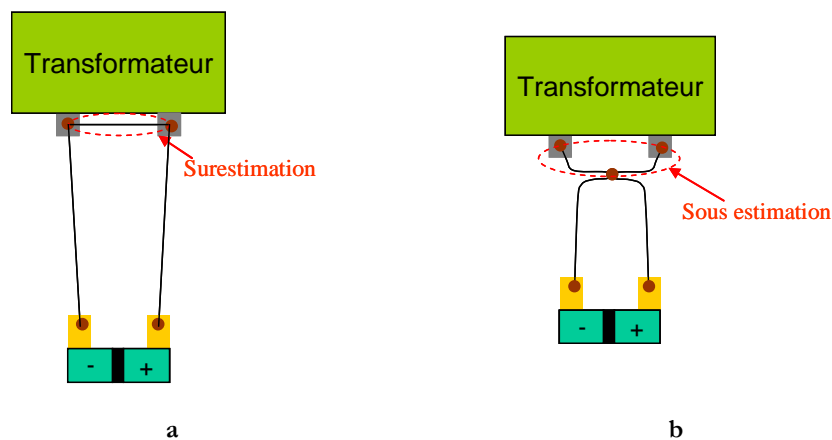 Transformateur
Surestimation
- +
a
Transformateur
Sous estimation
- +
b